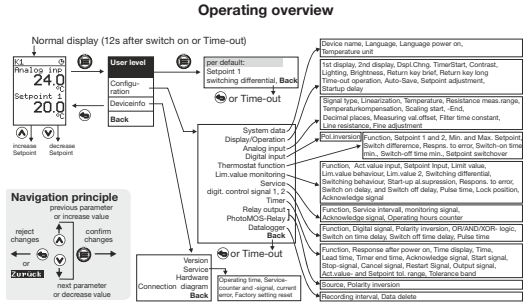 Operating overview
Normal display (12s after switch on or Time-out)
K1
Analog inp
24.0
°C
Setpoint 1
20.0
°C
increase
Setpoint
decrease
Setpoint
User level
Configu-
ration
Deviceinfo
Back
per default:
Setpoint 1
switching differential, Back
or Time-out
System data
Display/Operation
Analog input
Digital input
Thermostat function
Lim.value monitoring
Service
digit. control signal 1, 2
Timer
Relay output
PhotoMOS-Relay
Datalogger
Back
or Time-out
Device name, Language, Language power on,
Temperature unit
1st display, 2nd display, Dspl.Chng. TimerStart, Contrast,
Lighting, Brightness, Return key brief, Return key long
Time-out operation, Auto-Save, Setpoint adjustment,
Startup delay
Signal type, Linearization, Temperature, Resistance meas.range,
Temperaturkompensation, Scaling start, -End,
Decimal places, Measuring val.offset, Filter time constant,
Line resistance, Fine adjustment
Pol.inversion
Function, Setpoint 1 and 2, Min. and Max. Setpoint,
Switch differernce, Respns. to error, Switch-on time
min., Switch-off time min., Setpoint switchover
Function, Act.value input, Setpoint Input, Limit value,
Lim.value behaviour, Lim.value 2, Switching differential,
Switching behavior, Start-up at supression, Respns. to error,
Switch on delay, and Switch off delay, Pulse time, Lock position,
Acknowledge signal
Function, Service intervall, monitoring signal,
Acknowledge signal, Operating hours counter
Function, Digital signal, Polarity inversion, OR/AND/XOR- logic,
Switch on time delay, Switch off time delay, Pulse time
Function, Response after power on, Time display, Time,
Lead time, Timer end time, Acknowledge signal, Start signal,
Stop-signal, Cancel signal, Restart Signal, Output signal,
Act.value- and Setpoint tol. range, Tolerance band
Source, Polarity inversion
Recording interval, Data delete
Version
Service
Hardware
Connection diagram
Back
Operating time, Service-
counter and -signal, current
error, Factory setting reset
Navigation principle
previous parameter
or increase value
reject
changes
confirm
changes
or
Zurück
next parameter
or decrease value